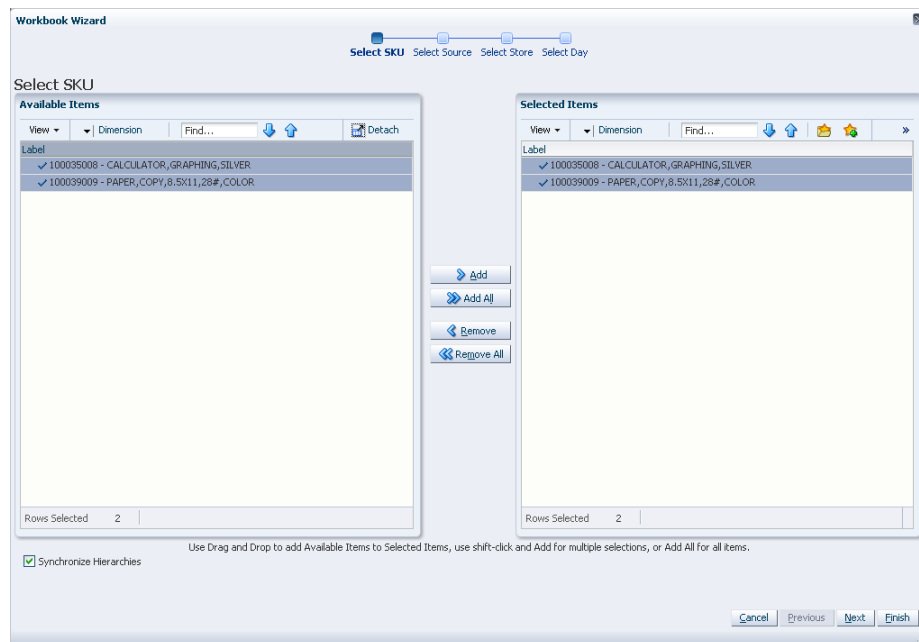 Workbook Wizard
Select SKU Select Source Select Store Select Day
Select SKU
Available Items
View Dimension Find... Detach
Label
100035008 - CALCULATOR,GRAPHING,SILVER
100039009 - PAPER,COPY,8.5X11,28#,COLOR
Rows Selected 2
Add
Add All
Remove
Remove All
Selected Items
View Dimension Find... »
Label
100035008 - CALCULATOR,GRAPHING,SILVER
100039009 - PAPER,COPY,8.5X11,28#,COLOR
Rows Selected 2
Use Drag and Drop to add Available Items to Selected Items, use shift-click and Add for multiple selections, or Add All for all items.
Synchronize Hierarchies
Cancel Previous Next Finish